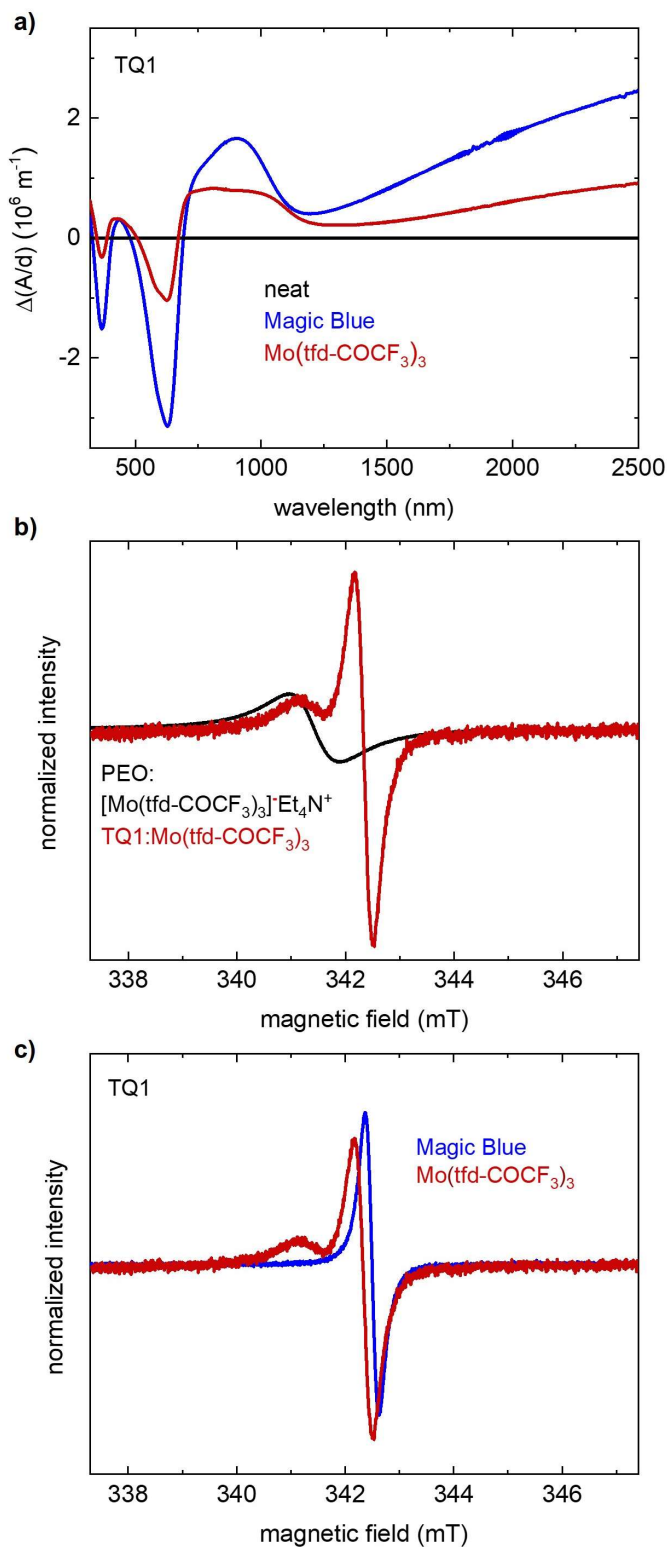 a)
TQ1
2
0
-2
Δ(A/d) (10⁶ m⁻¹)
neat
Magic Blue
Mo(tfd-COCF₃)₃
500 1000 1500 2000 2500
wavelength (nm)
b)
normalized intensity
PEO:
[Mo(tfd-COCF₃)₃]⁻Et₄N⁺
TQ1:Mo(tfd-COCF₃)₃
338 340 342 344 346
magnetic field (mT)
c)
TQ1
normalized intensity
Magic Blue
Mo(tfd-COCF₃)₃
338 340 342 344 346
magnetic field (mT)